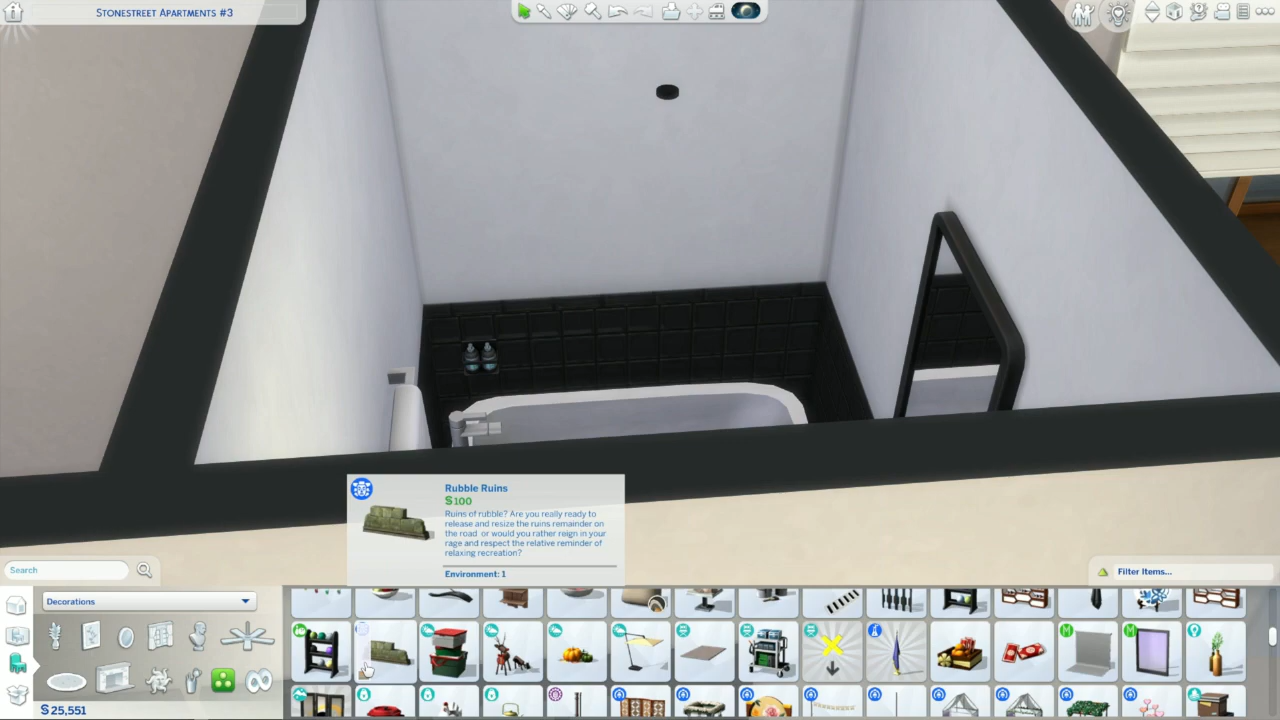 STONESTREET APARTMENTS #3
Rubble Ruins
§100
Ruins of rubble? Are you really ready to
release and resize the ruins remainder on
the road or would you rather reign in your
rage and respect the relative reminder of
relaxing recreation?
Environment: 1
Search
Filter Items...
Decorations
§25,551